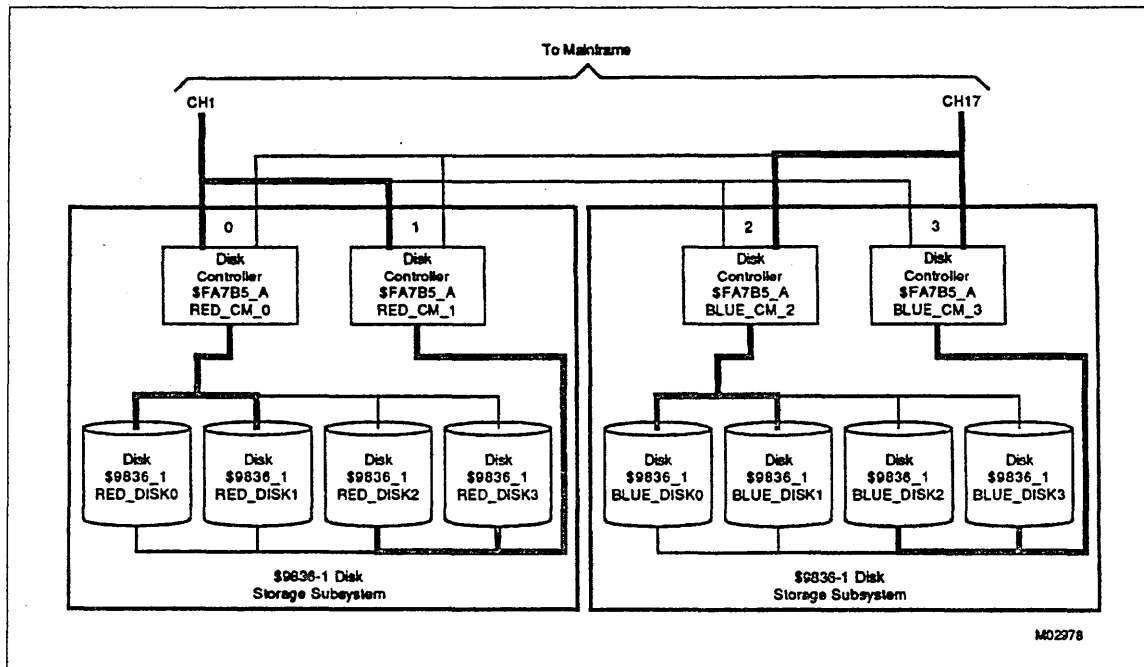 To Mainframe
CH1
CH17
0
1
2
3
Disk
Controller
$FA7B5_A
RED_CM_0
Disk
Controller
$FA7B5_A
RED_CM_1
Disk
Controller
$FA7B5_A
BLUE_CM_2
Disk
Controller
$FA7B5_A
BLUE_CM_3
Disk
$9836_1
RED_DISK0
Disk
$9836_1
RED_DISK1
Disk
$9836_1
RED_DISK2
Disk
$9836_1
RED_DISK3
Disk
$9836_1
BLUE_DISK0
Disk
$9836_1
BLUE_DISK1
Disk
$9836_1
BLUE_DISK2
Disk
$9836_1
BLUE_DISK3
$9836-1 Disk
Storage Subsystem
$9836-1 Disk
Storage Subsystem
M02978